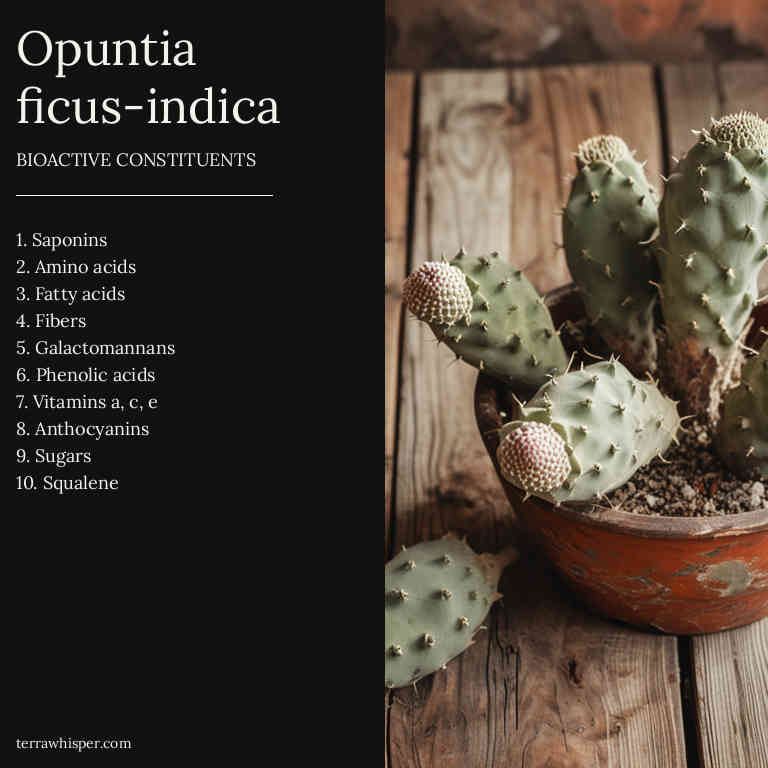 Opuntia
ficus-indica
BIOACTIVE CONSTITUENTS
1. Saponins
2. Amino acids
3. Fatty acids
4. Fibers
5. Galactomannans
6. Phenolic acids
7. Vitamins a, c, e
8. Anthocyanins
9. Sugars
10. Squalene
terrawhisper.com